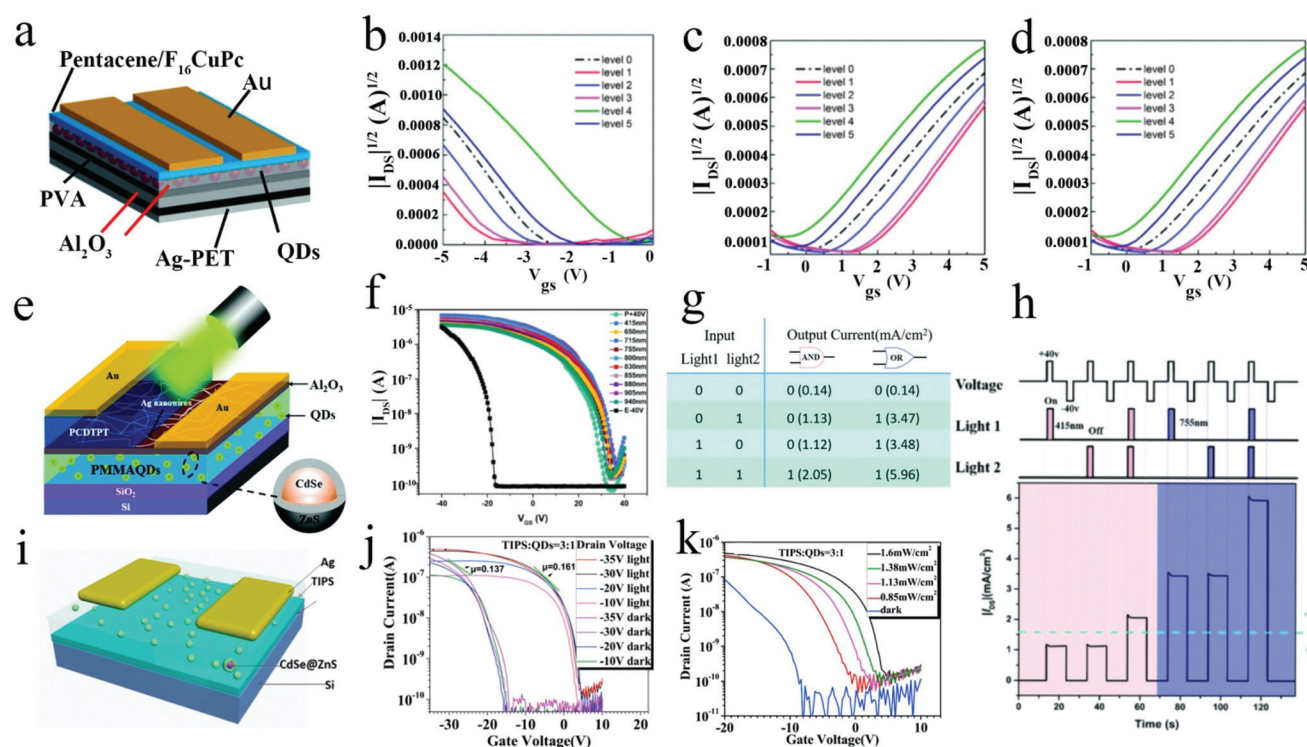 a
Pentacene/F16CuPc
Au
PVA
Al2O3
Ag-PET
QDs
b
0.0014
0.0012
0.0010
0.0008
0.0006
0.0004
0.0002
0.0000
|IDS|1/2 (A)1/2
level 0
level 1
level 2
level 3
level 4
level 5
-5 -4 -3 -2 -1 0
Vgs (V)
c
0.0008
0.0007
0.0006
0.0005
0.0004
0.0003
0.0002
0.0001
|IDS|1/2 (A)1/2
level 0
level 1
level 2
level 3
level 4
level 5
-1 0 1 2 3 4 5
Vgs (V)
d
0.0008
0.0007
0.0006
0.0005
0.0004
0.0003
0.0002
0.0001
|IDS|1/2 (A)1/2
level 0
level 1
level 2
level 3
level 4
level 5
-1 0 1 2 3 4 5
Vgs (V)
e
Au
Ag nanowires
Au
PCDTPT
PMMAQDs
SiO2
Si
Al2O3
QDs
CdSe
ZnS
f
10-5
10-6
10-7
10-8
10-9
10-10
|IDS| (A)
P+40V
415nm
650nm
715nm
755nm
800nm
830nm
855nm
880nm
905nm
940nm
E-40V
-40 -20 0 20 40
VGS (V)
g
Input Output Current(mA/cm2)
Light1 light2 AND OR
0 0 0 (0.14) 0 (0.14)
0 1 0 (1.13) 1 (3.47)
1 0 0 (1.12) 1 (3.48)
1 1 1 (2.05) 1 (5.96)
h
+40v
Voltage
-40v
On
Light 1
415nm
Off
755nm
Light 2
6
5
4
3
2
1
0
|IDS|(mA/cm2)
0 20 40 60 80 100 120
Time (s)
i
Ag
TIPS
CdSe@ZnS
Si
j
10-6
10-7
10-8
10-9
10-10
Drain Current(A)
TIPS:QDs=3:1
μ=0.137
μ=0.161
Drain Voltage
-35V light
-30V light
-20V light
-10V light
-35V dark
-30V dark
-20V dark
-10V dark
-30 -20 -10 0 10 20
Gate Voltage(V)
k
10-6
10-7
10-8
10-9
10-10
10-11
Drain Current (A)
TIPS:QDs=3:1
1.6mW/cm2
1.38mW/cm2
1.13mW/cm2
0.85mW/cm2
dark
-20 -10 0 10
Gate Voltage(V)